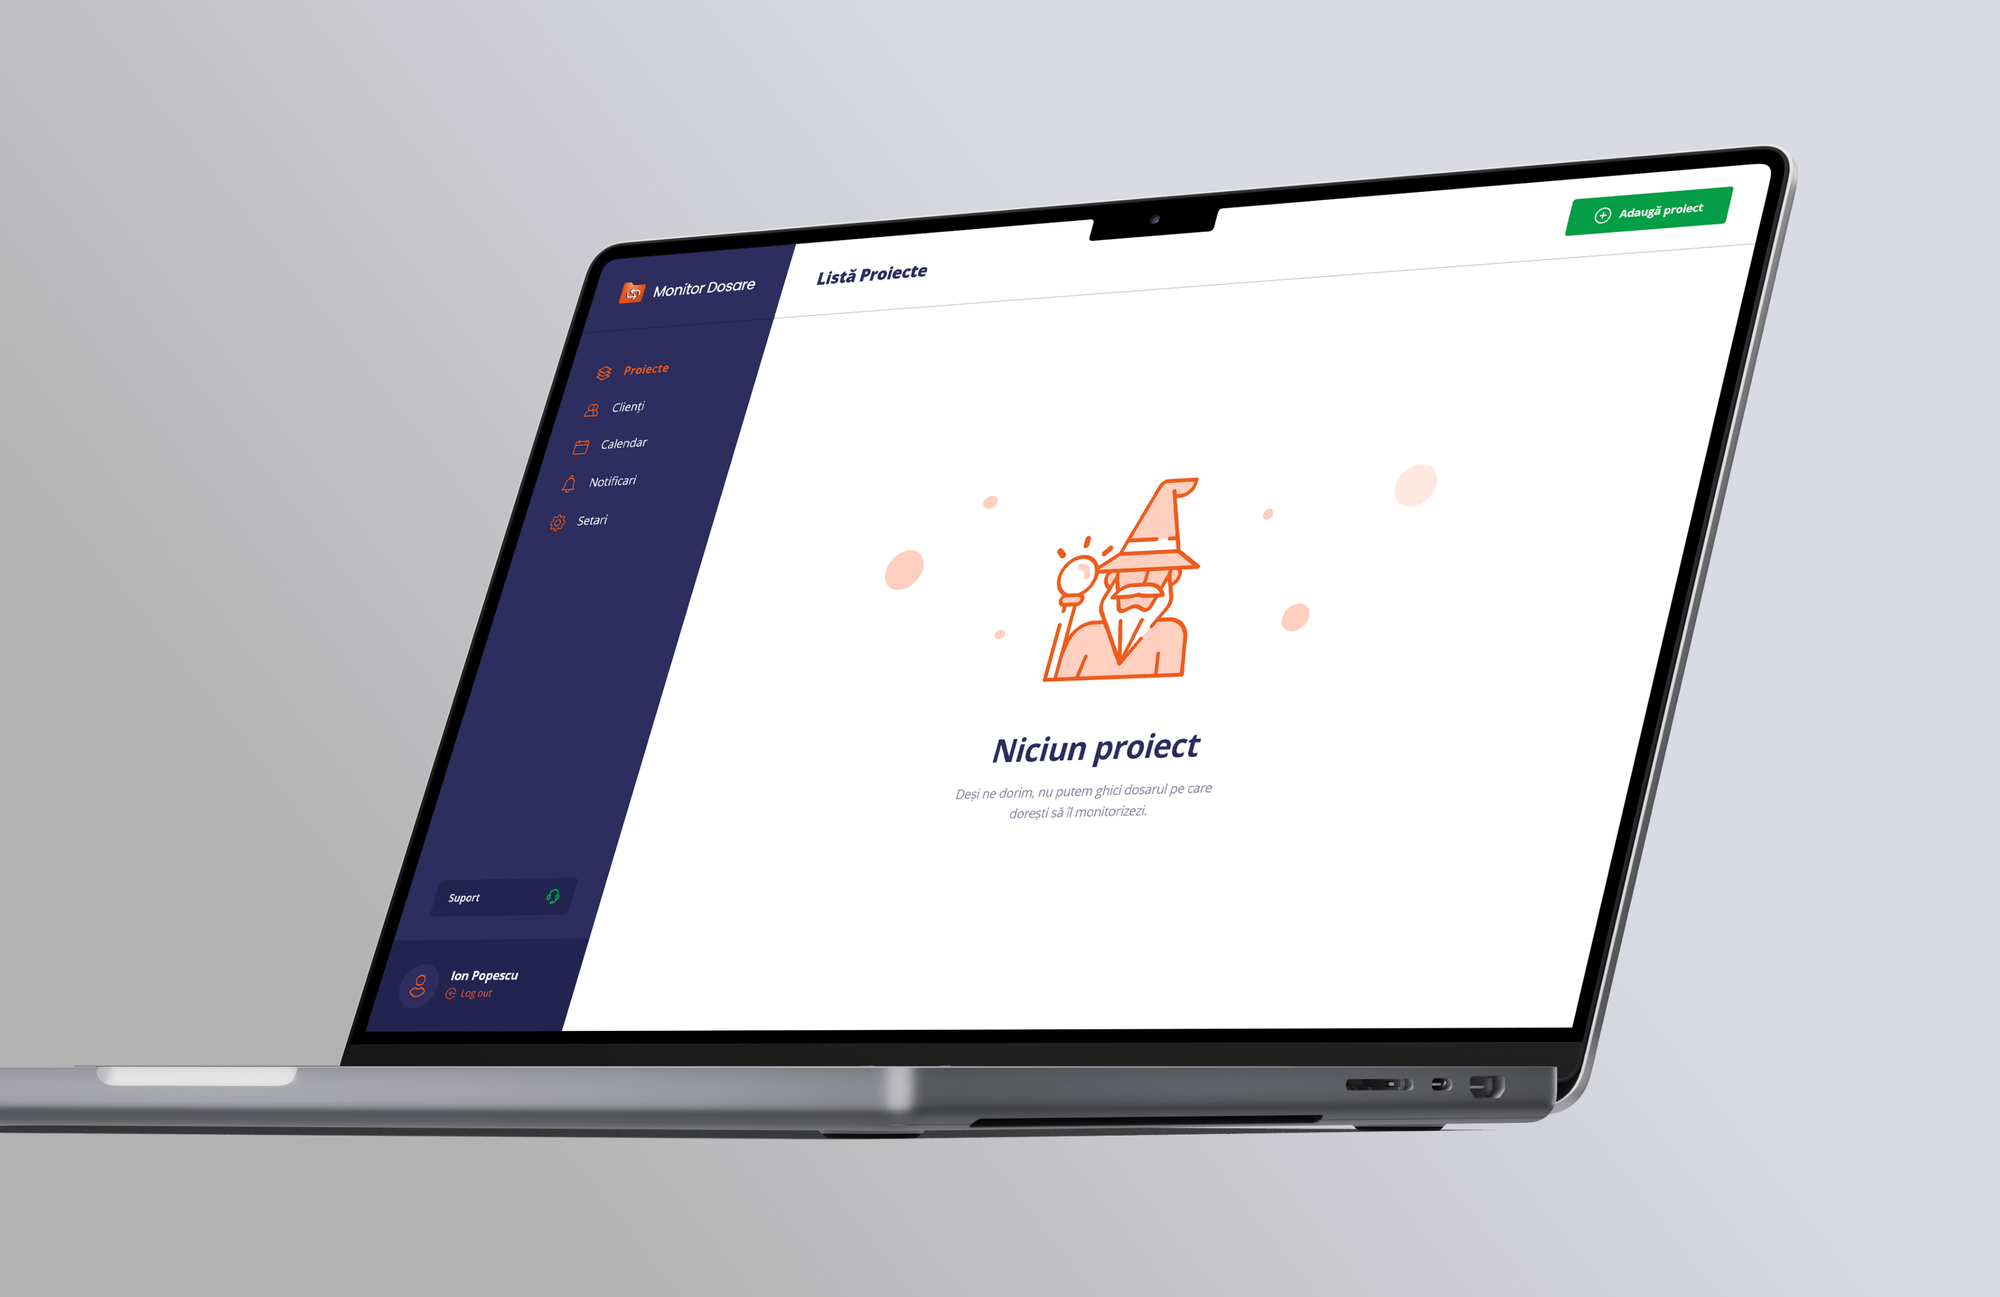 Monitor Dosare
Listă Proiecte
Adaugă proiect
Proiecte
Clienți
Calendar
Notificari
Setari
Niciun proiect
Deși ne dorim, nu putem ghici dosarul pe care
dorești să îl monitorizezi.
Suport
Ion Popescu
Log out